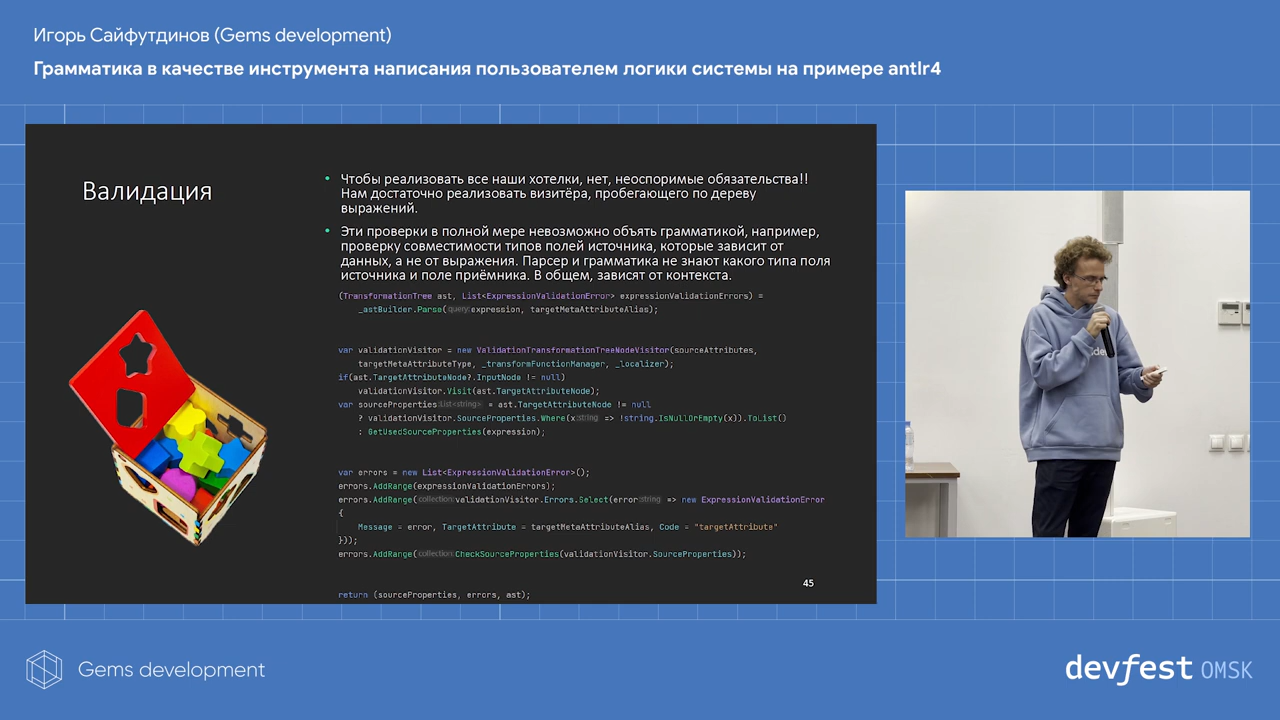 Игорь Сайфутдинов (Gems development)
Грамматика в качестве инструмента написания пользователем логики системы на примере antlr4
Валидация
• Чтобы реализовать все наши хотелки, нет, неоспоримые обязательства!!
Нам достаточно реализовать визитёра, пробегающего по дереву
выражений.
• Эти проверки в полной мере невозможно объять грамматикой, например,
проверку совместимости типов полей источника, которые зависит от
данных, а не от выражения. Парсер и грамматика не знают какого типа поля
источника и поле приёмника. В общем, зависят от контекста.
(TransformationTree ast, List<ExpressionValidationError> expressionValidationErrors) =
_astBuilder.Parse(query:expression, targetMetaAttributeAlias);
var validationVisitor = new ValidationTransformationTreeNodeVisitor(sourceAttributes,
targetMetaAttributeType, _transformFunctionManager, _localizer);
if(ast.TargetAttributeNode?.InputNode != null)
validationVisitor.Visit(ast.TargetAttributeNode);
var sourceProperties List<string> = ast.TargetAttributeNode != null
? validationVisitor.SourceProperties.Where(x string => !string.IsNullOrEmpty(x)).ToList()
: GetUsedSourceProperties(expression);
var errors = new List<ExpressionValidationError>();
errors.AddRange(expressionValidationErrors);
errors.AddRange(collection:validationVisitor.Errors.Select(error string => new ExpressionValidationError
{
Message = error, TargetAttribute = targetMetaAttributeAlias, Code = "targetAttribute"
}));
errors.AddRange(collection:CheckSourceProperties(validationVisitor.SourceProperties));
return (sourceProperties, errors, ast);
45
Gems development
devfest OMSK